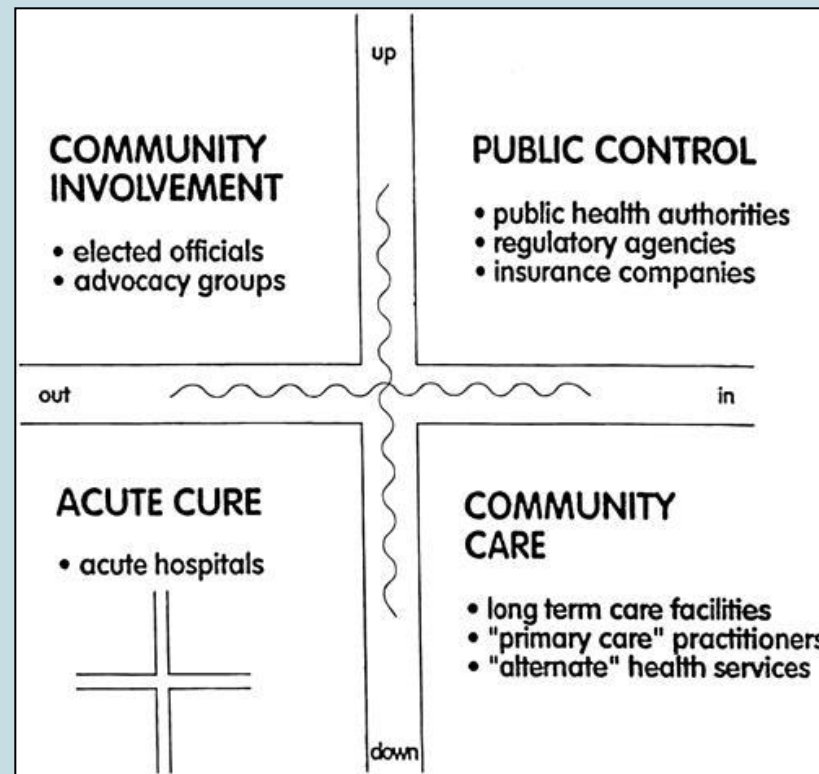 up
COMMUNITY
INVOLVEMENT
• elected officials
• advocacy groups
PUBLIC CONTROL
• public health authorities
• regulatory agencies
• insurance companies
out
in
ACUTE CURE
• acute hospitals
COMMUNITY
CARE
• long term care facilities
• "primary care" practitioners
• "alternate" health services
down